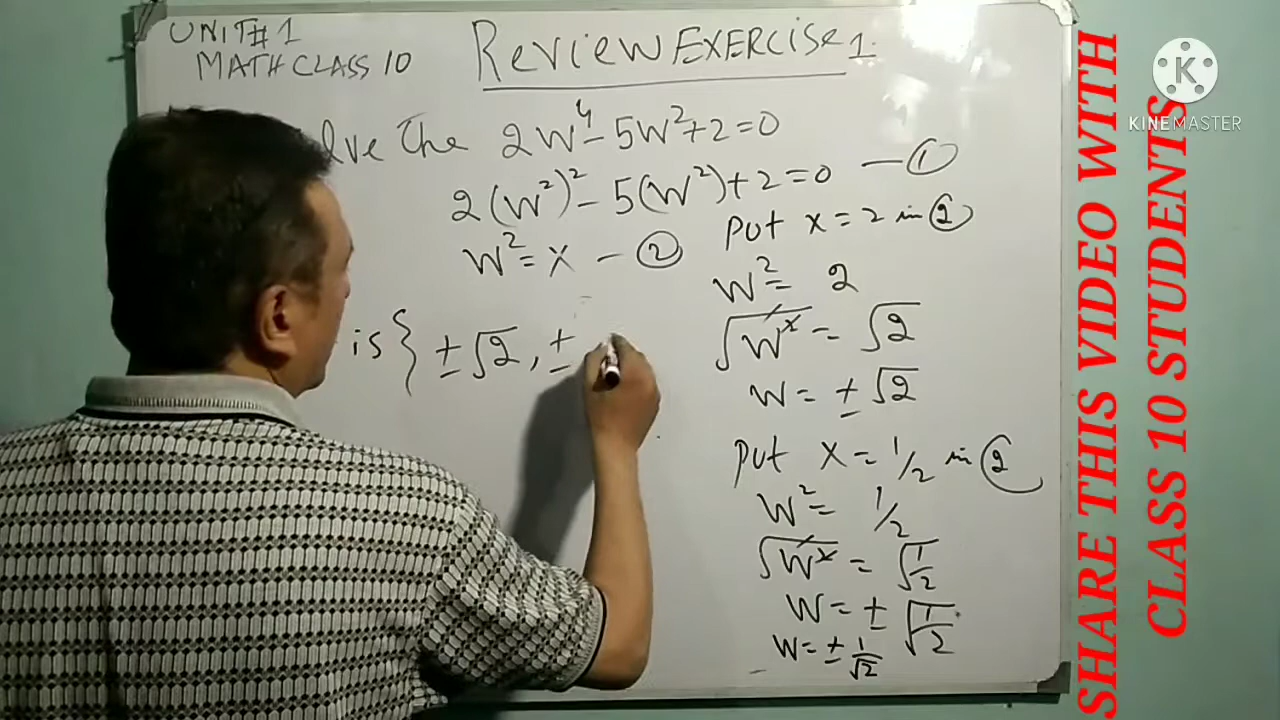 UNIT# 1
MATH CLASS 10
Review EXERCISE 1.
lve the 2W⁴ - 5W² + 2 = 0
2(W²)² - 5(W²) + 2 = 0 — ①
W² = x - ②
is { ± √2, ±
Put x = 2 in ②
W² = 2
√W² = √2
W = ± √2
Put x = 1/2 in ②
W² = 1/2
√W² = √1/2
W = ± √1/2
W = ± 1/√2
SHARE THIS VIDEO WITH
CLASS 10 STUDENTS
K
KINEMASTER